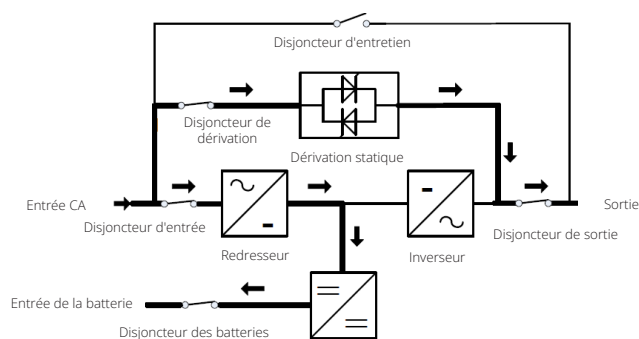 Disjoncteur d'entretien
Disjoncteur de
dérivation
Dérivation statique
Entrée CA
Disjoncteur d'entrée
Redresseur
Inverseur
Sortie
Disjoncteur de sortie
Entrée de la batterie
Disjoncteur des batteries